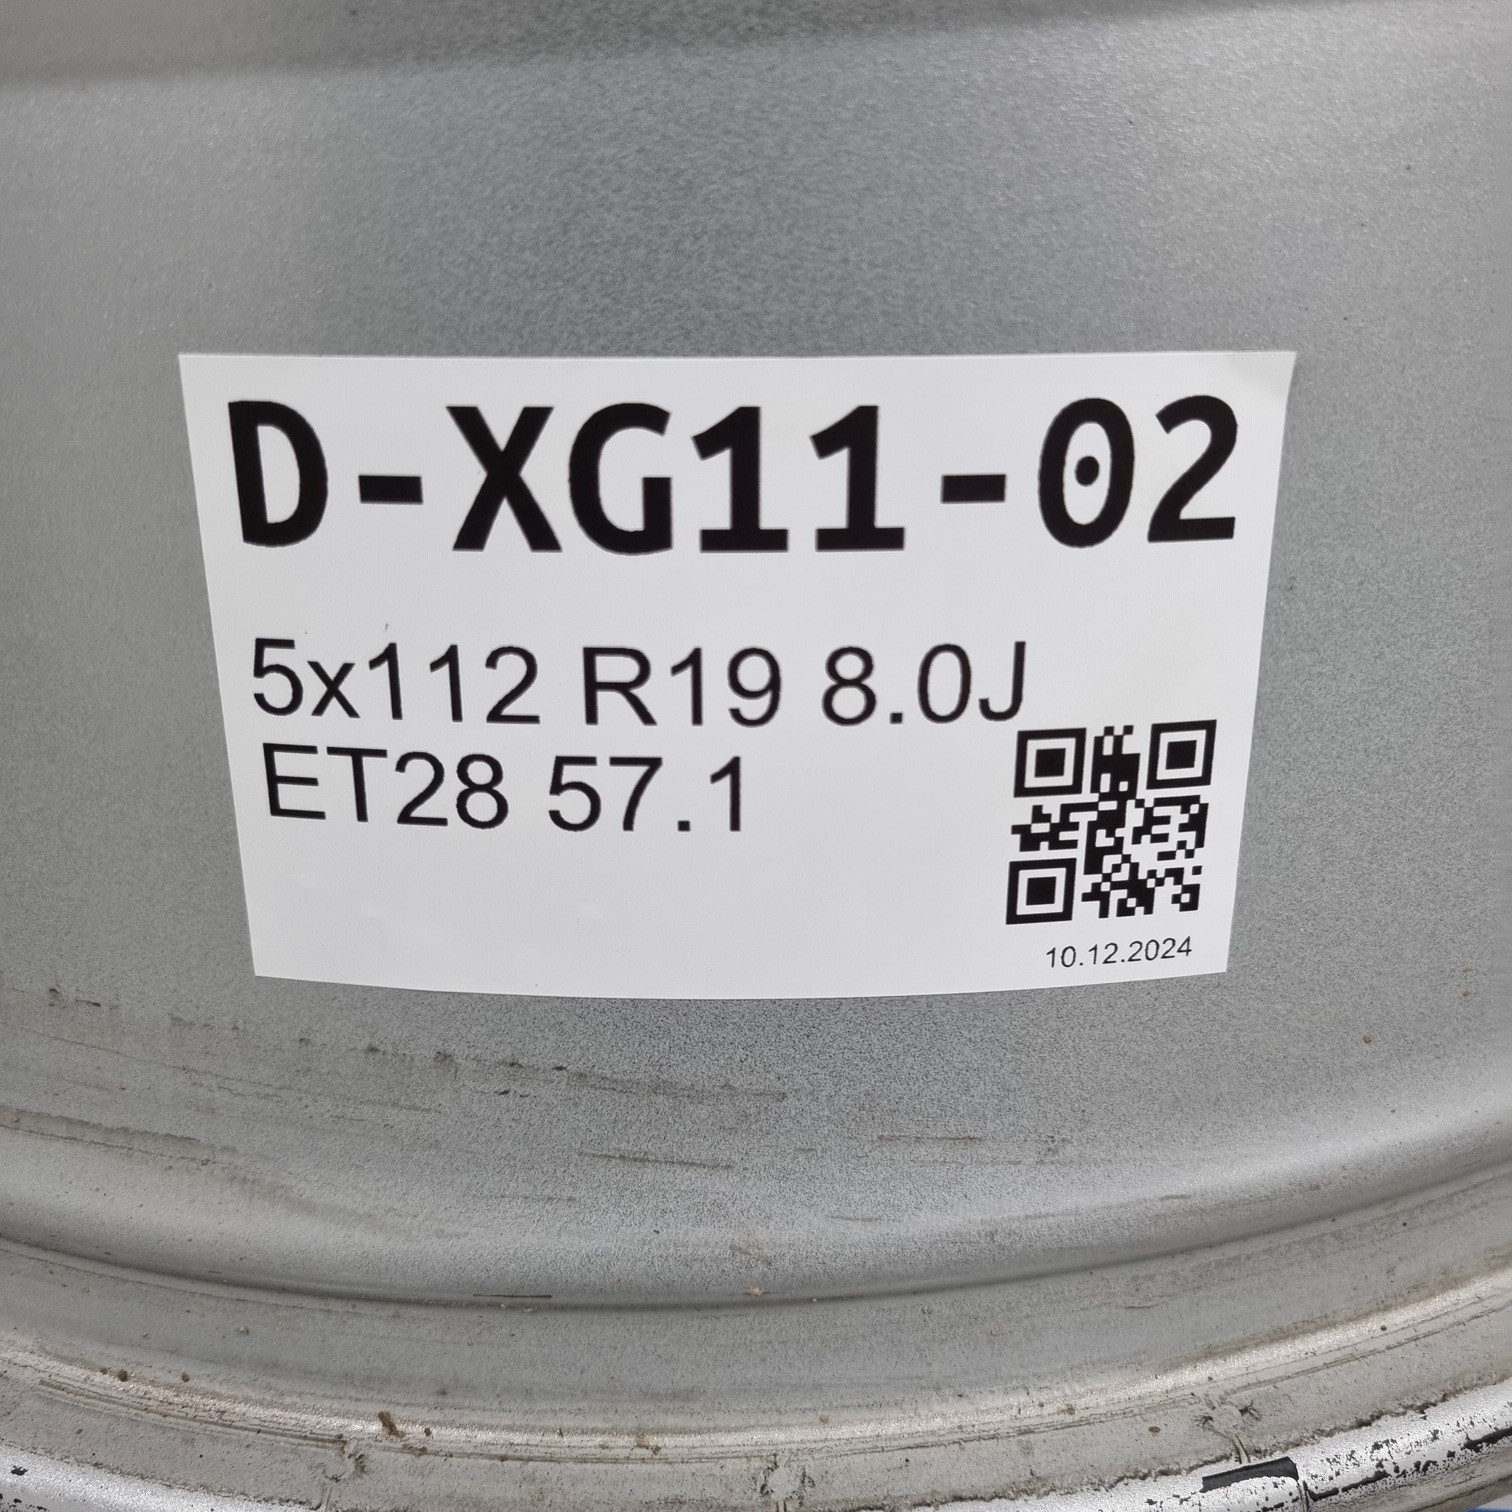 D-XG11-02
5x112 R19 8.0J
ET28 57.1
10.12.2024